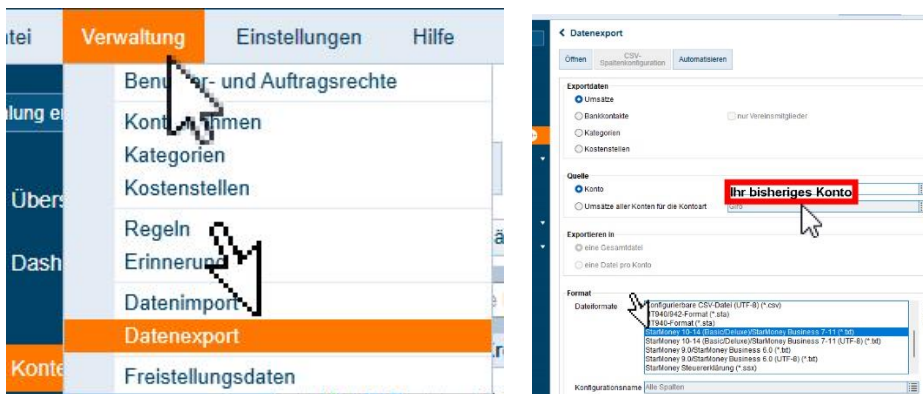 tei Verwaltung Einstellungen Hilfe
Benutzer- und Auftragsrechte
lung er
Kategorien
Kostenstellen
Übers
Regeln
Dash
Datenimport
Datenexport
Konte
Freistellungsdaten
Datenexport
Öffnen CSV-Spaltenkonfiguration Automatisieren
Exportdaten
Umsätze
Bankkontakte nur Vereinsmitglieder
Kategorien
Kostenstellen
Quelle
Konto Ihr bisheriges Konto
Umsätze aller Konten für die Kontoart Giro
Exportieren in
eine Gesamtdatei
eine Datei pro Konto
Format
Dateiformate onfigurierbare CSV-Datei (UTF-8) (*.csv)
T940/942-Format (*.sta)
T940-Format (*.sta)
StarMoney 10-14 (Basic/Deluxe)/StarMoney Business 7-11 (*.txt)
StarMoney 10-14 (Basic/Deluxe)/StarMoney Business 7-11 (UTF-8) (*.txt)
StarMoney 9.0/StarMoney Business 6.0 (*.txt)
StarMoney 9.0/StarMoney Business 6.0 (UTF-8) (*.txt)
StarMoney Steuererklärung (*.ssx)
Konfigurationsname Alle Spalten